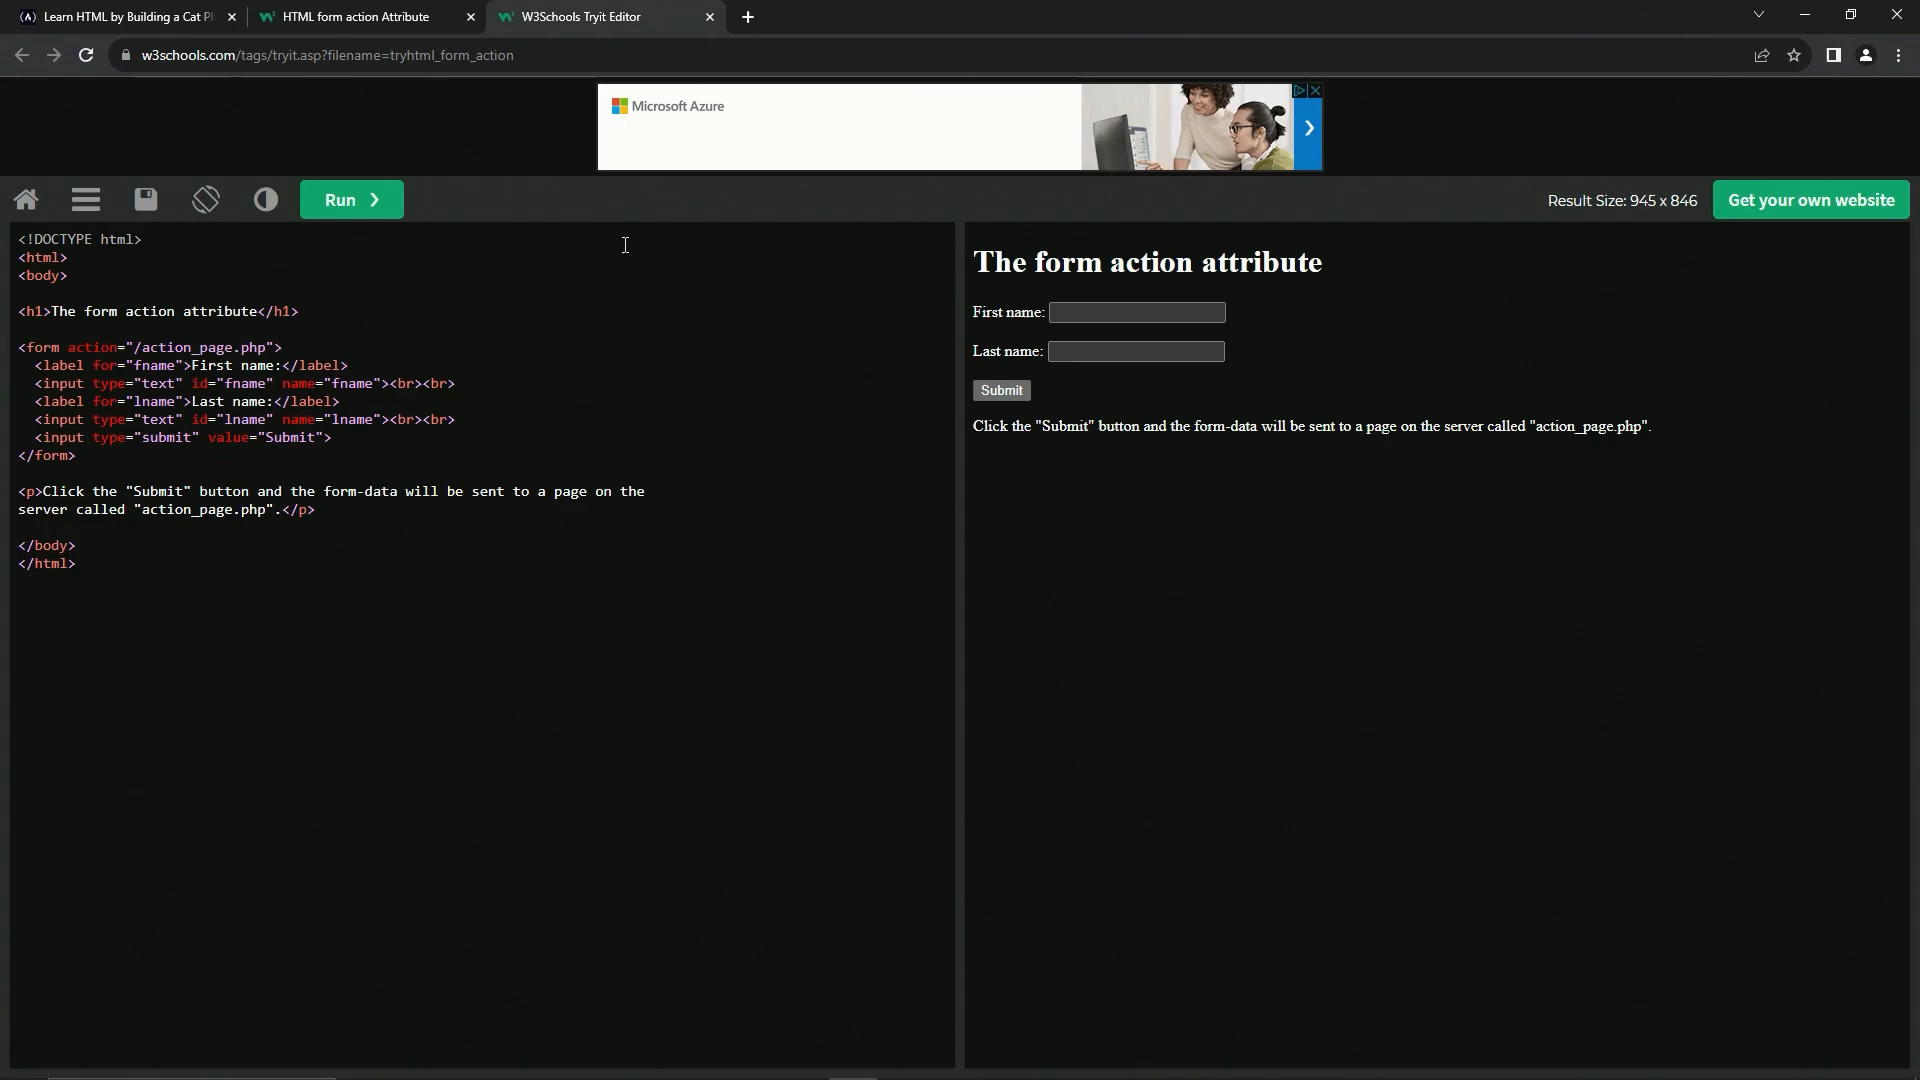 Learn HTML by Building a Cat Ph
HTML form action Attribute
W3Schools Tryit Editor
w3schools.com/tags/tryit.asp?filename=tryhtml_form_action
Microsoft Azure
Run ❯
Result Size: 945 x 846
Get your own website
<!DOCTYPE html>
<html>
<body>
<h1>The form action attribute</h1>
<form action="/action_page.php">
<label for="fname">First name:</label>
<input type="text" id="fname" name="fname"><br><br>
<label for="lname">Last name:</label>
<input type="text" id="lname" name="lname"><br><br>
<input type="submit" value="Submit">
</form>
<p>Click the "Submit" button and the form-data will be sent to a page on the
server called "action_page.php".</p>
</body>
</html>
The form action attribute
First name:
Last name:
Submit
Click the "Submit" button and the form-data will be sent to a page on the server called "action_page.php".